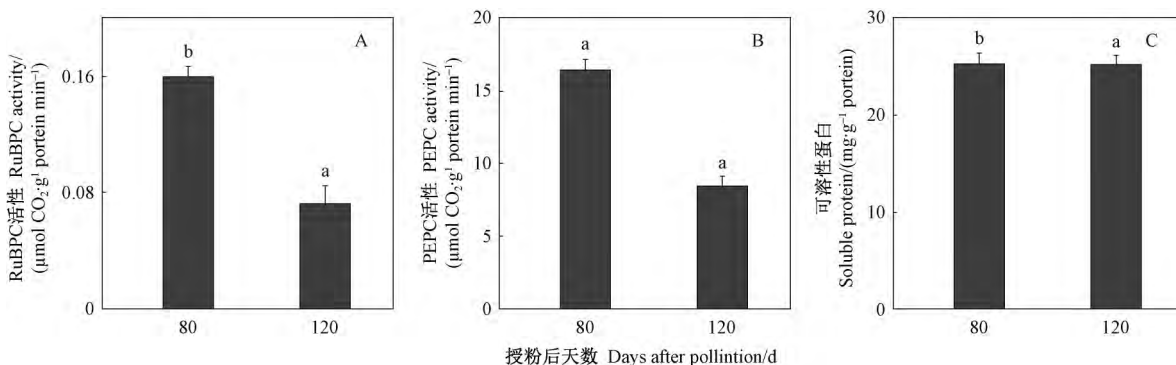 RuBPC活性 RuBPC activity/
(μmol CO₂·g¹ portein min⁻¹)
0.16
0.08
0
b
a
A
80
120
PEPC活性 PEPC activity/
(μmol CO₂·g¹ portein min⁻¹)
20
15
10
5
0
a
a
B
80
120
可溶性蛋白
Soluble protein/(mg·g⁻¹ portein)
30
20
10
0
b
a
C
80
120
授粉后天数 Days after pollintion/d